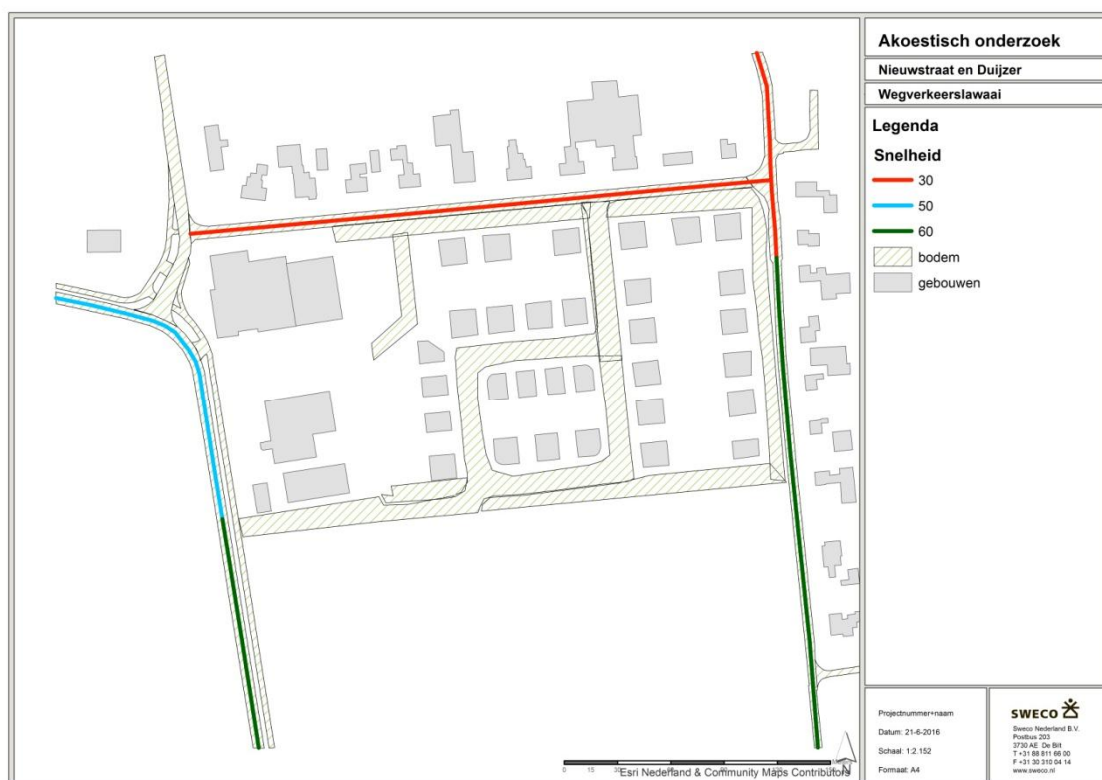 Akoestisch onderzoek
Nieuwstraat en Duijzer
Wegverkeerslawaai
Legenda
Snelheid
30
50
60
bodem
gebouwen
0 15 30
N
Esri Nederland & Community Maps Contributors
Projectnummer+naam
Datum: 21-6-2016
Schaal: 1:2.152
Formaat: A4
SWECO
Sweco Nederland B.V.
Postbus 203
3730 AE De Bilt
T +31 88 811 66 00
F +31 30 310 04 14
www.sweco.nl